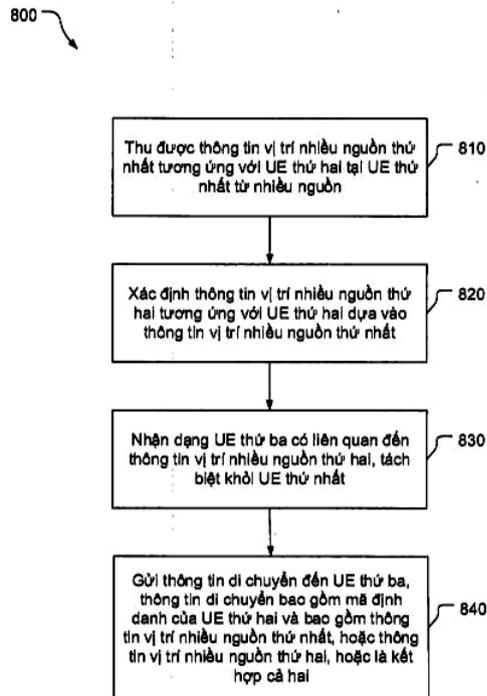 800
Thu được thông tin vị trí nhiều nguồn thứ
nhất tương ứng với UE thứ hai tại UE thứ
nhất từ nhiều nguồn
810
Xác định thông tin vị trí nhiều nguồn thứ
hai tương ứng với UE thứ hai dựa vào
thông tin vị trí nhiều nguồn thứ nhất
820
Nhận dạng UE thứ ba có liên quan đến
thông tin vị trí nhiều nguồn thứ hai, tách
biệt khỏi UE thứ nhất
830
Gửi thông tin di chuyển đến UE thứ ba,
thông tin di chuyển bao gồm mã định
danh của UE thứ hai và bao gồm thông
tin vị trí nhiều nguồn thứ nhất, hoặc thông
tin vị trí nhiều nguồn thứ hai, hoặc là kết
hợp cả hai
840